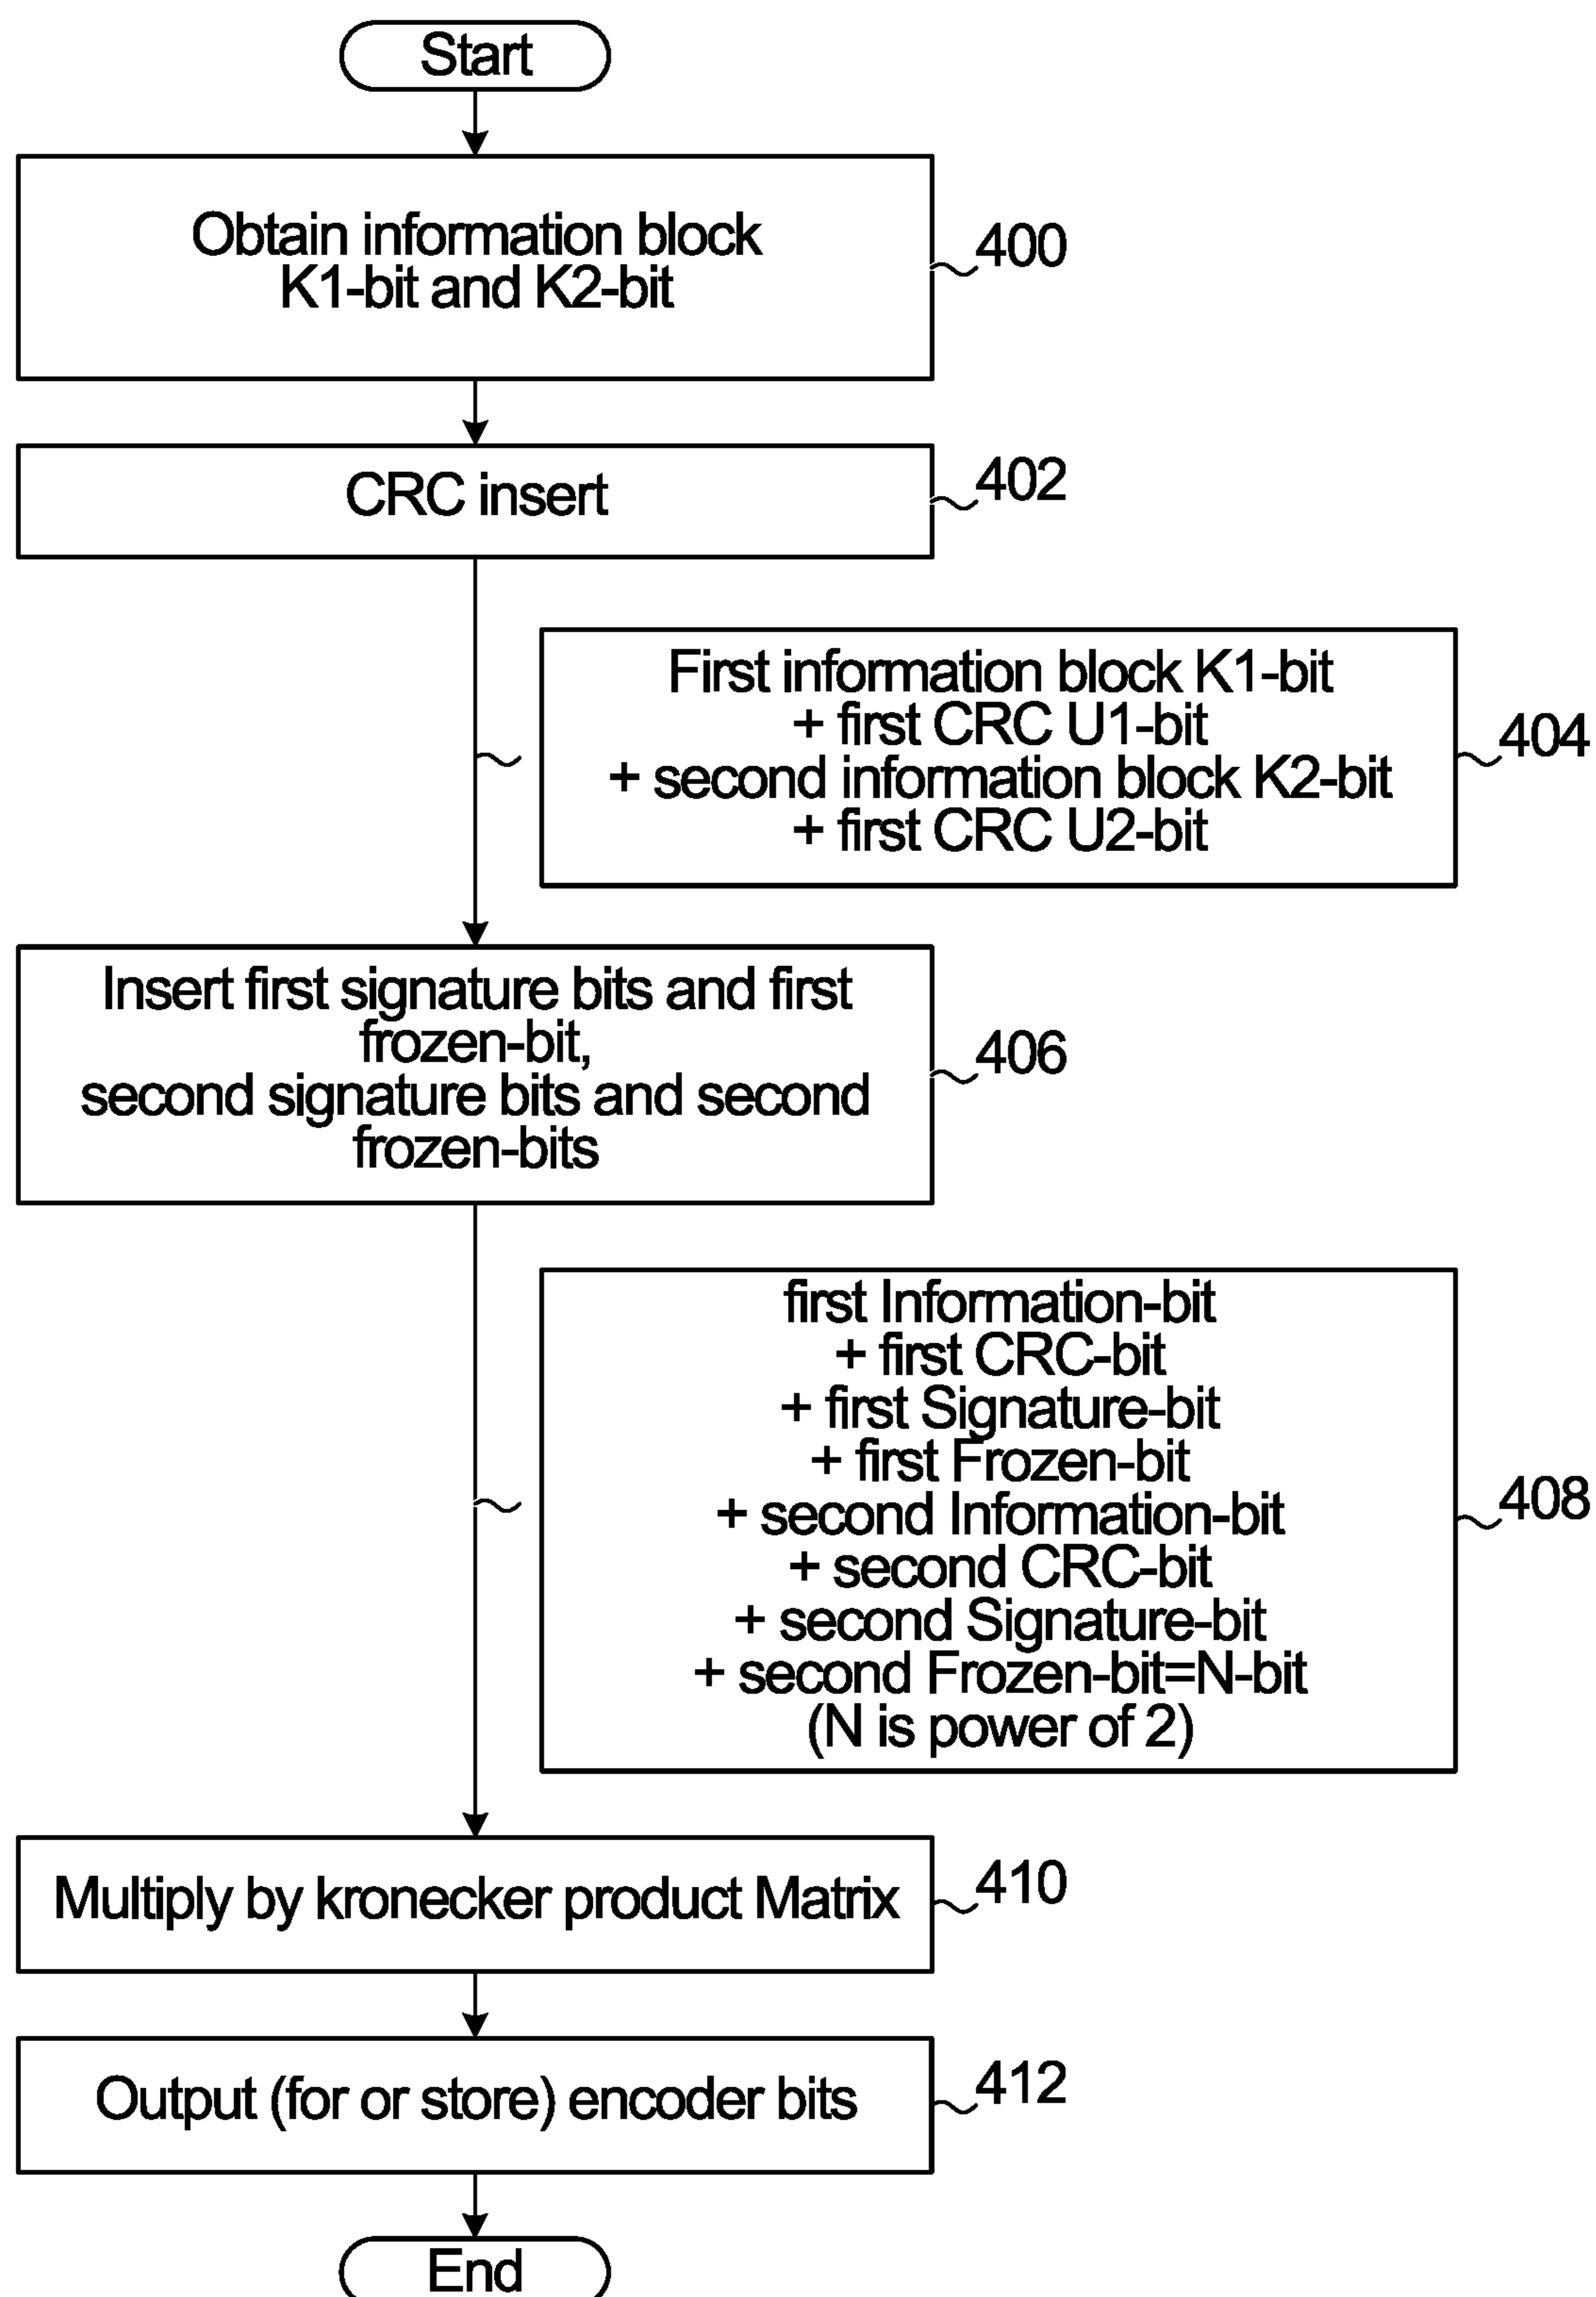 Start
Obtain information block
K1-bit and K2-bit
400
CRC insert
402
First information block K1-bit
+ first CRC U1-bit
+ second information block K2-bit
+ first CRC U2-bit
404
Insert first signature bits and first
frozen-bit,
second signature bits and second
frozen-bits
406
first Information-bit
+ first CRC-bit
+ first Signature-bit
+ first Frozen-bit
+ second Information-bit
+ second CRC-bit
+ second Signature-bit
+ second Frozen-bit=N-bit
(N is power of 2)
408
Multiply by kronecker product Matrix
410
Output (for or store) encoder bits
412
End